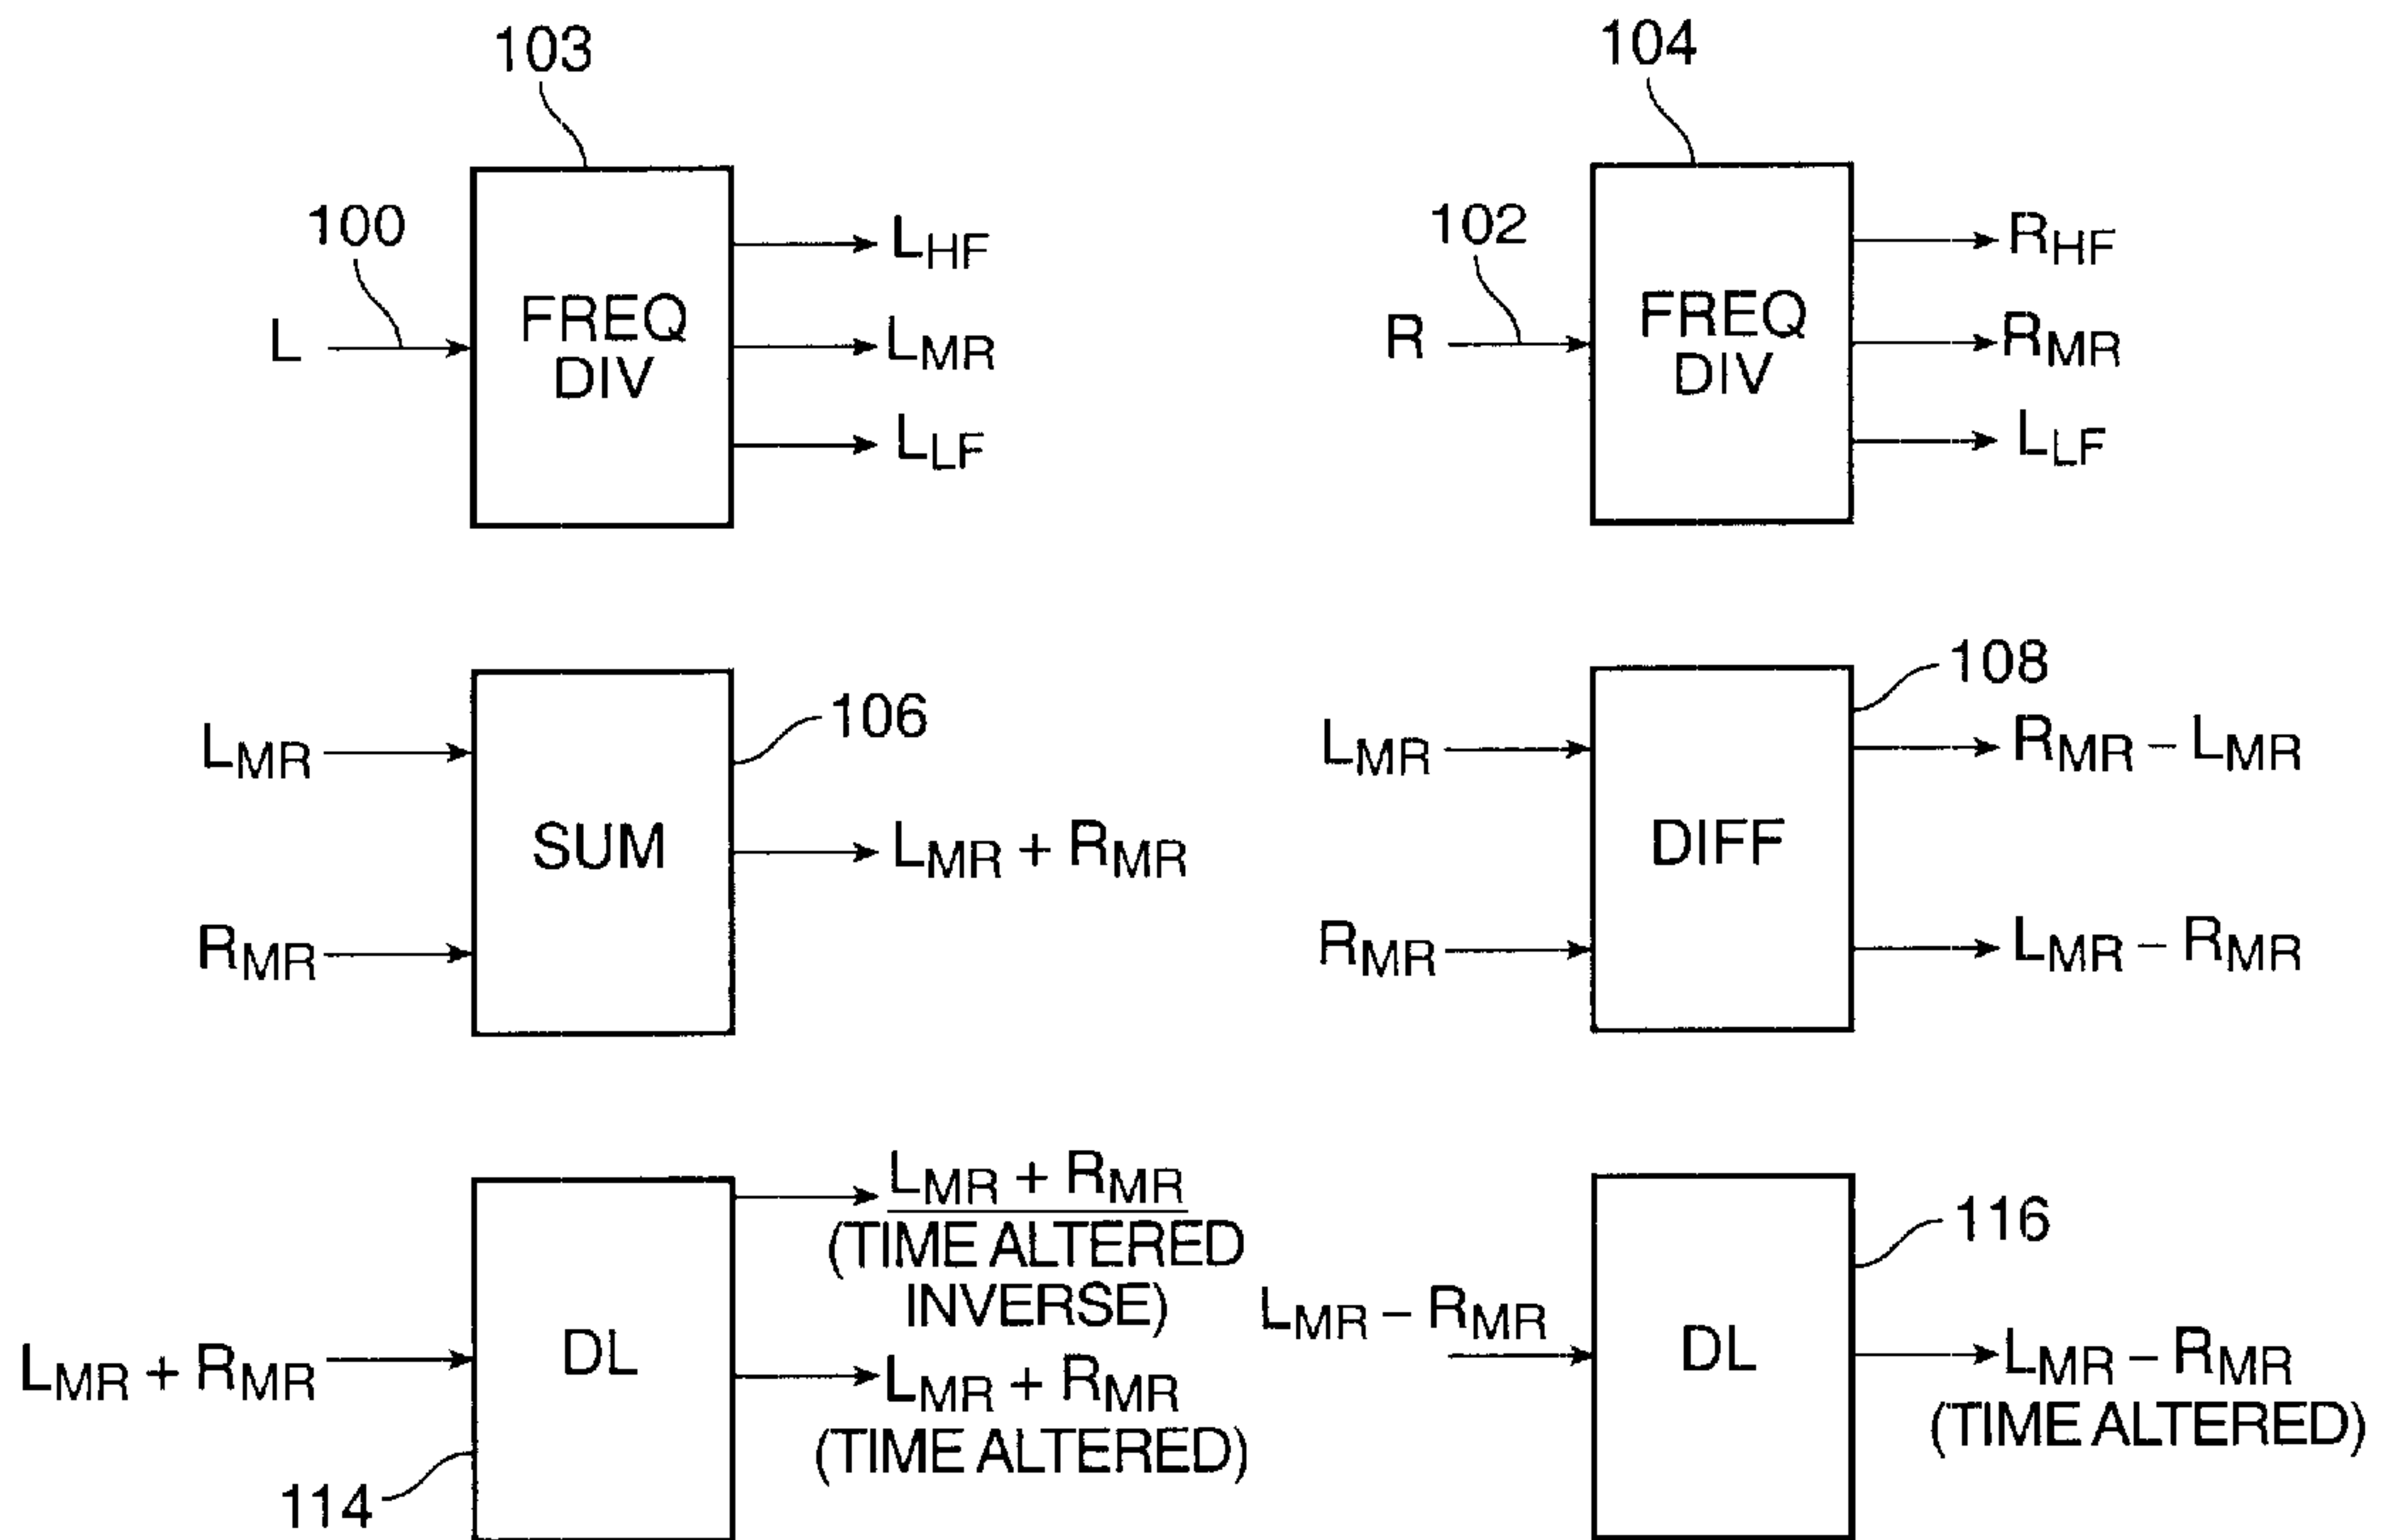 103
100
L
FREQ
DIV
L_HF
L_MR
L_LF
104
102
R
FREQ
DIV
R_HF
R_MR
L_LF
106
L_MR
R_MR
SUM
L_MR + R_MR
108
L_MR
R_MR
DIFF
R_MR – L_MR
L_MR – R_MR
L_MR + R_MR
114
DL
L_MR + R_MR
(TIME ALTERED
INVERSE)
L_MR + R_MR
(TIME ALTERED)
116
L_MR – R_MR
DL
L_MR – R_MR
(TIME ALTERED)